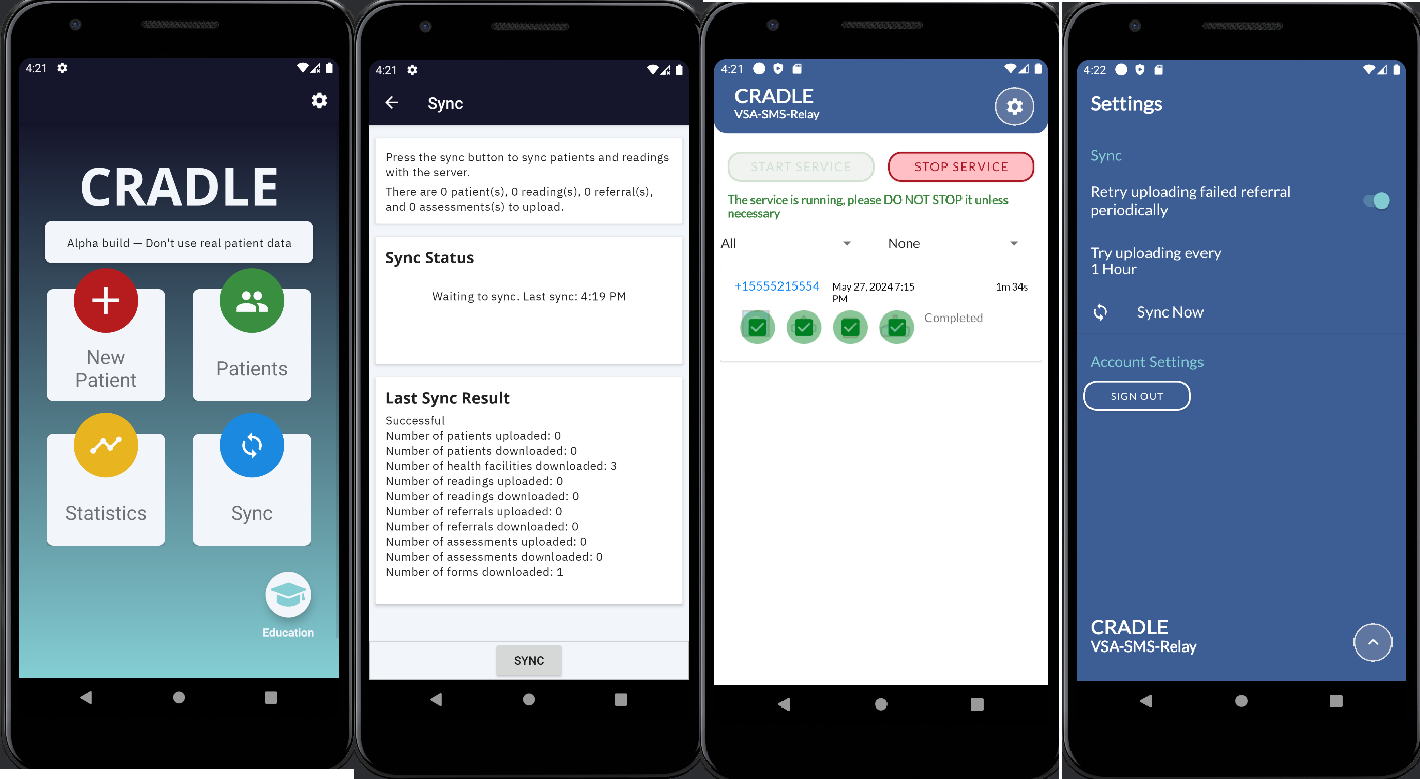 4:21
CRADLE
Alpha build — Don't use real patient data
New
Patient
Patients
Statistics
Sync
Education
4:21
Sync
Press the sync button to sync patients and readings
with the server.
There are 0 patient(s), 0 reading(s), 0 referral(s),
and 0 assessments(s) to upload.
Sync Status
Waiting to sync. Last sync: 4:19 PM
Last Sync Result
Successful
Number of patients uploaded: 0
Number of patients downloaded: 0
Number of health facilities downloaded: 3
Number of readings uploaded: 0
Number of readings downloaded: 0
Number of referrals uploaded: 0
Number of referrals downloaded: 0
Number of assessments uploaded: 0
Number of assessments downloaded: 0
Number of forms downloaded: 1
SYNC
4:21
CRADLE
VSA-SMS-Relay
START SERVICE
STOP SERVICE
The service is running, please DO NOT STOP it unless
necessary
All
None
+15555215554
May 27, 2024 7:15
PM
1m 34s
Completed
4:22
Settings
Sync
Retry uploading failed referral
periodically
Try uploading every
1 Hour
Sync Now
Account Settings
SIGN OUT
CRADLE
VSA-SMS-Relay